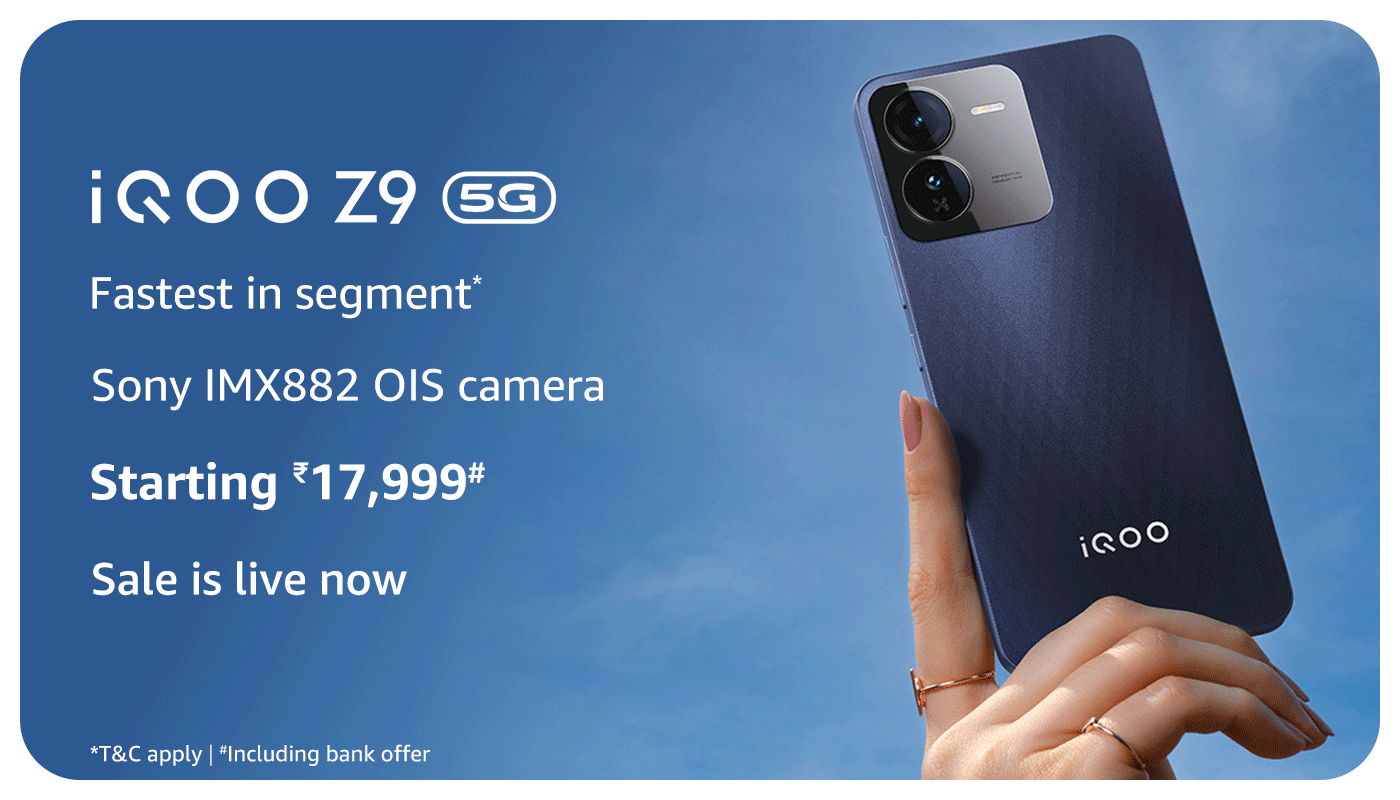 iQOO Z9 5G
Fastest in segment*
Sony IMX882 OIS camera
Starting ₹17,999#
Sale is live now
*T&C apply | #Including bank offer
iQOO